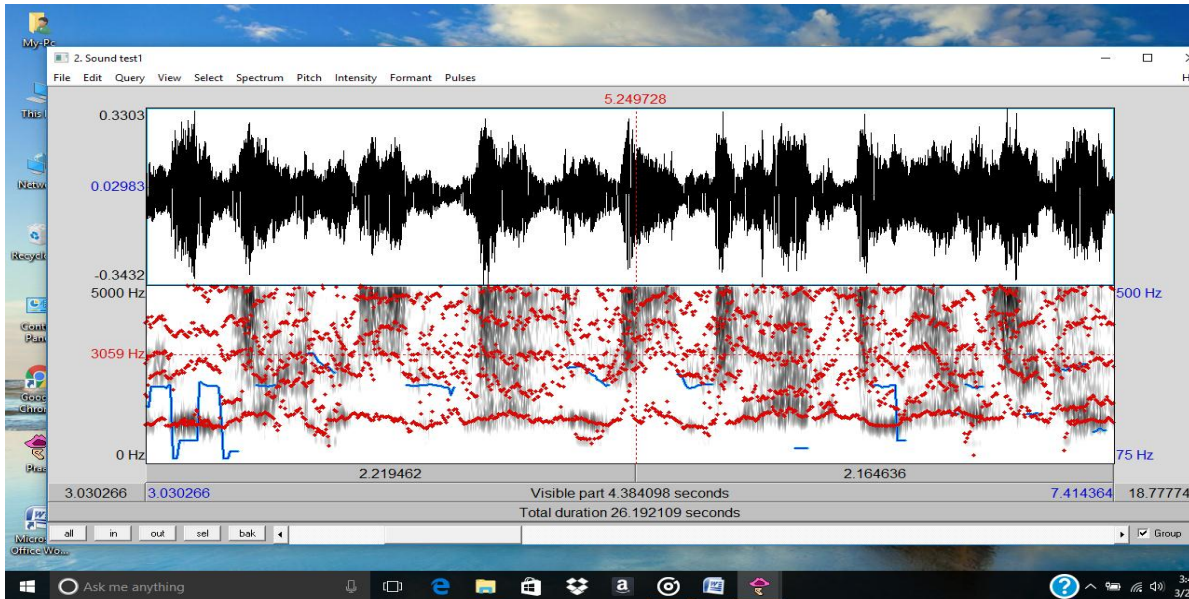 My-Pc
2. Sound test1
File Edit Query View Select Spectrum Pitch Intensity Formant Pulses
5.249728
0.3303
0.02983
-0.3432
5000 Hz
500 Hz
3059 Hz
0 Hz
75 Hz
2.219462 2.164636
3.030266 3.030266 Visible part 4.384098 seconds 7.414364 18.77774
Total duration 26.192109 seconds
all in out sel bak Group
Office Wo...
Ask me anything